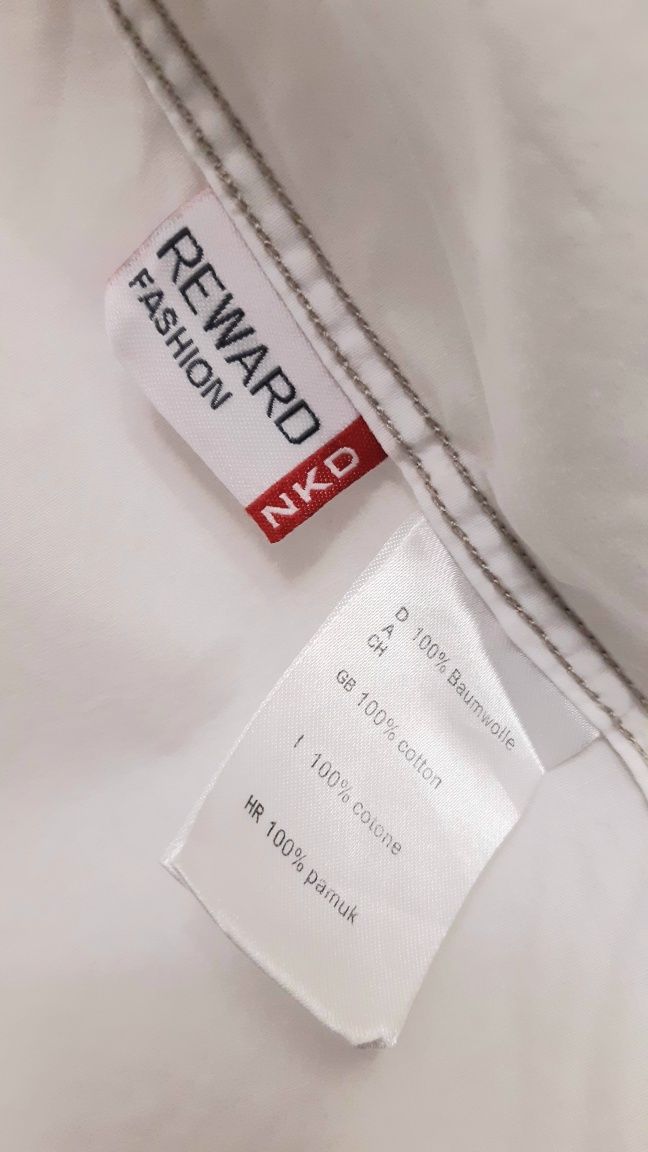 REWARD
FASHION
NKD
D 100% Baumwolle
A
CH
GB 100% cotton
I 100% cotone
HR 100% pamuk